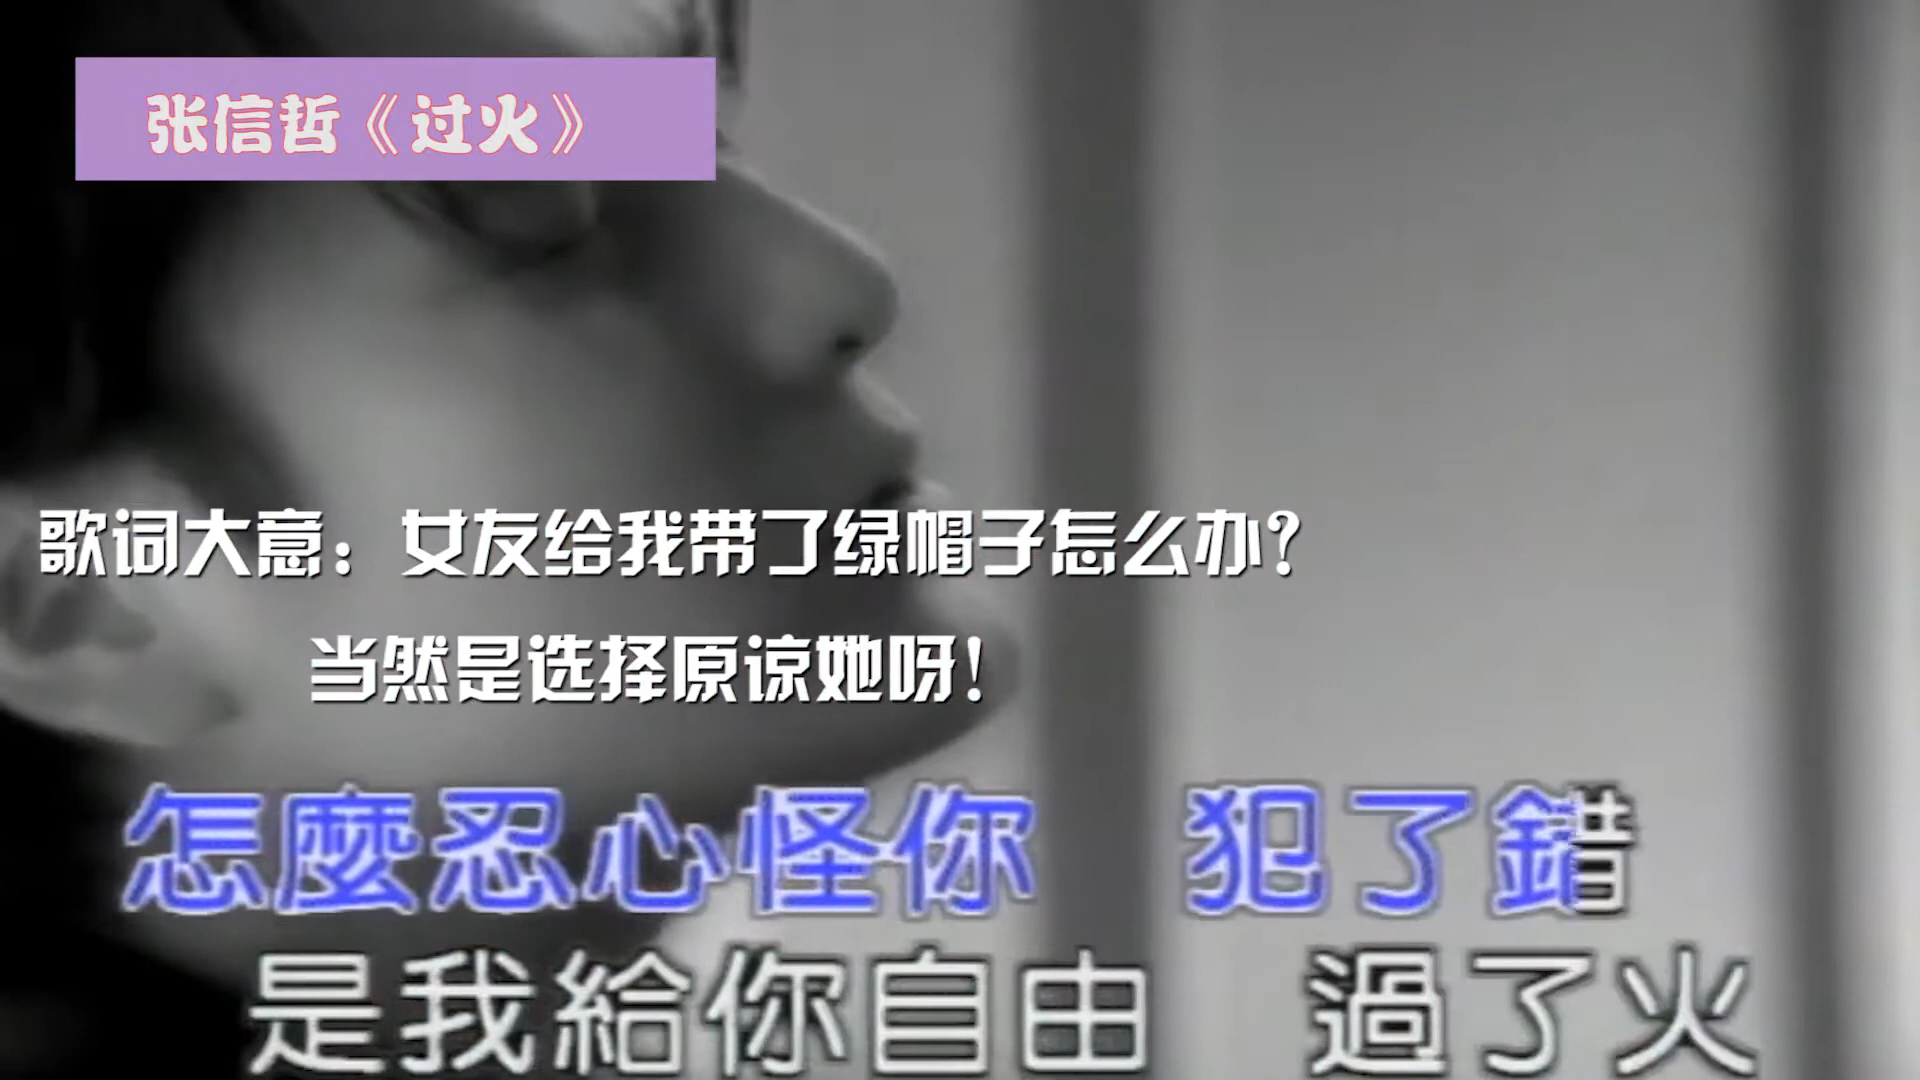 张信哲《过火》
歌词大意：女友给我带了绿帽子怎么办?
当然是选择原谅她呀!
怎麼忍心怪你 犯了錯
是我給你自由 過了火